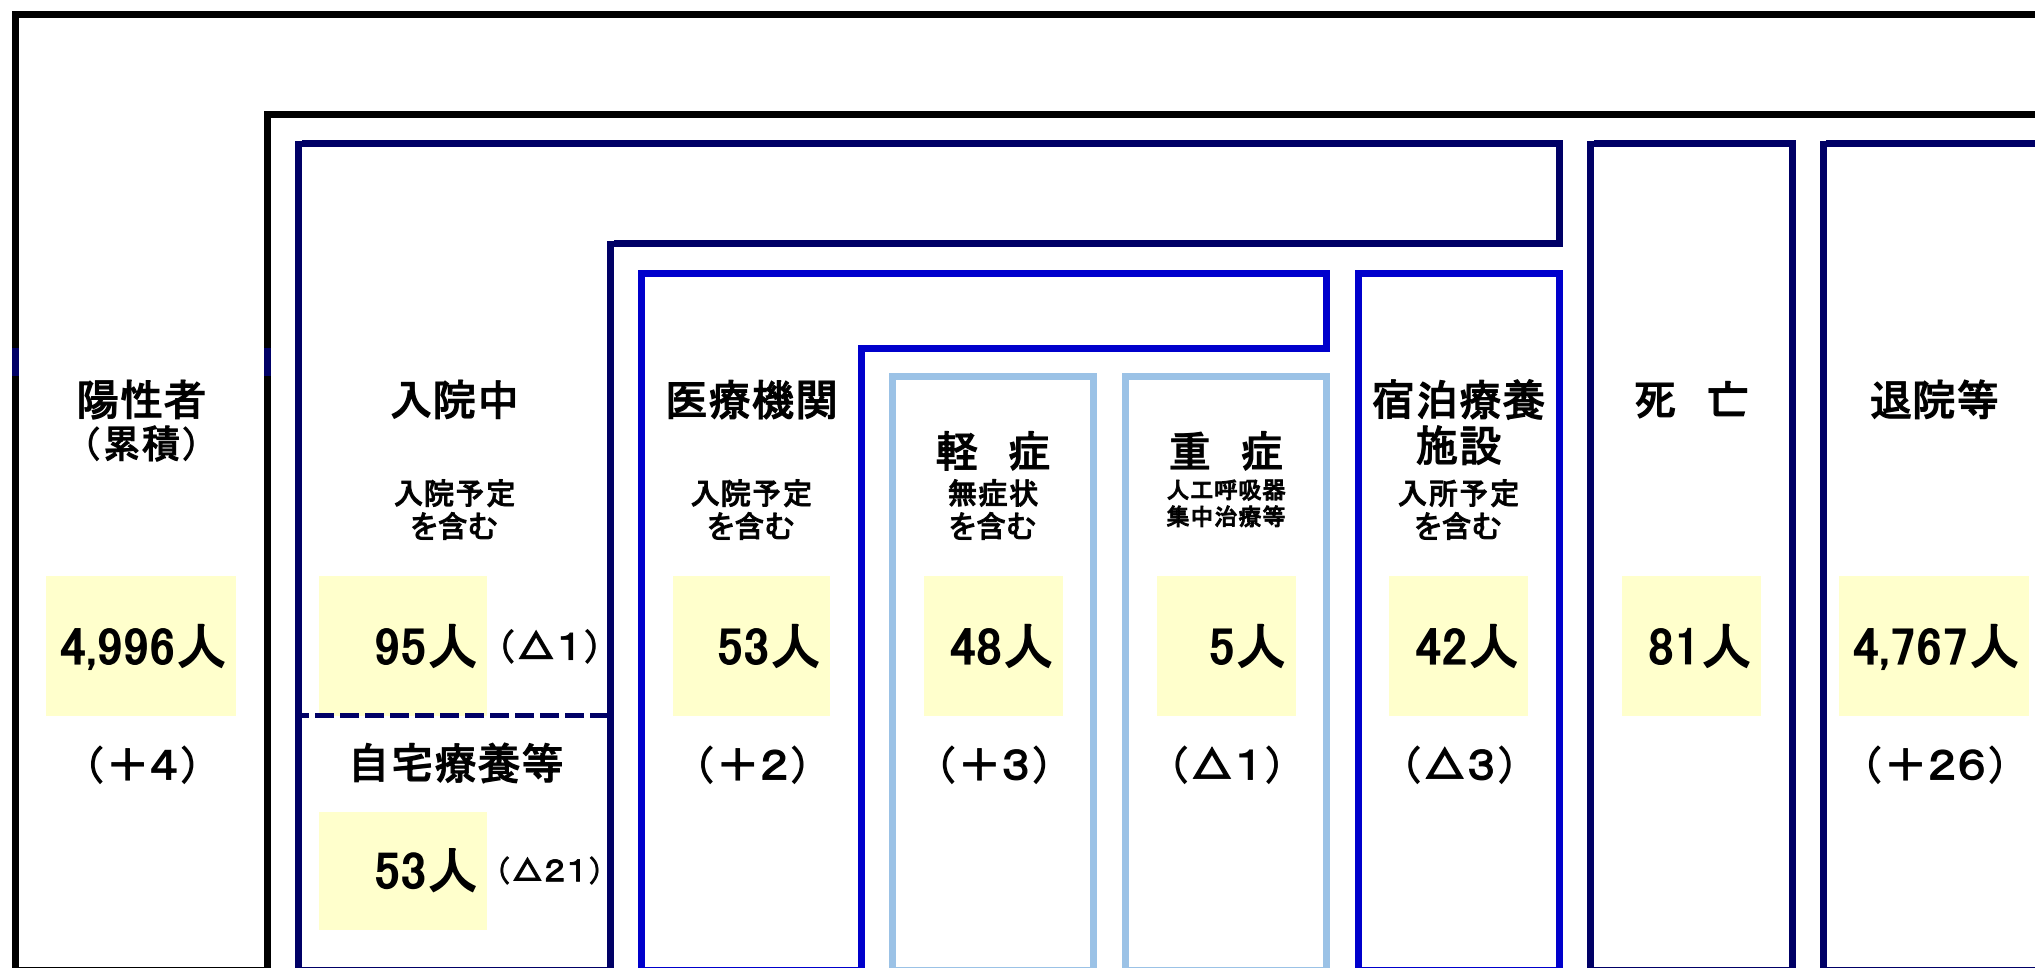 陽性者
（累積）
4,996人
（＋4）
入院中
入院予定
を含む
95人（△1）
自宅療養等
53人（△21）
医療機関
入院予定
を含む
53人
（＋2）
軽　症
無症状
を含む
48人
（＋3）
重　症
人工呼吸器
集中治療等
5人
（△1）
宿泊療養
施設
入所予定
を含む
42人
（△3）
死　亡
81人
退院等
4,767人
（＋26）